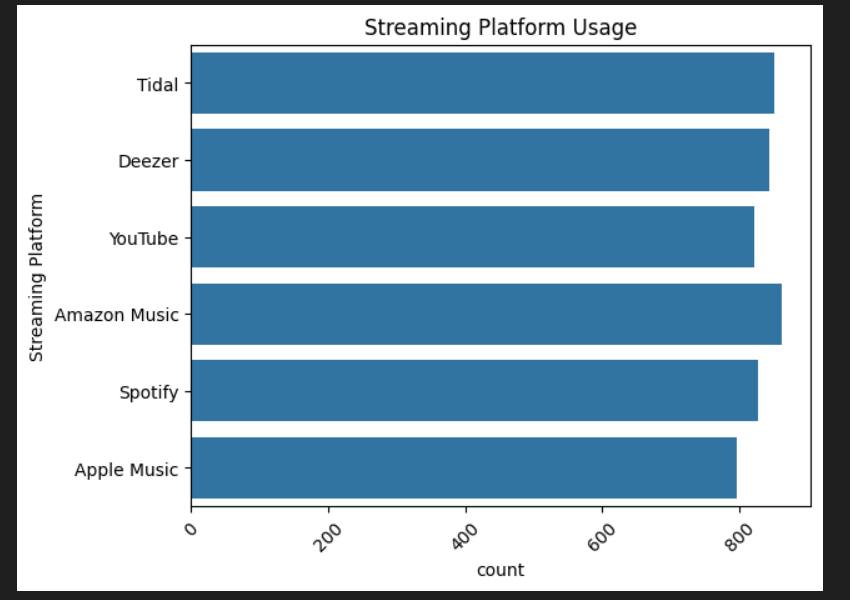 Streaming Platform Usage
Streaming Platform
Tidal
Deezer
YouTube
Amazon Music
Spotify
Apple Music
0
200
400
600
800
count